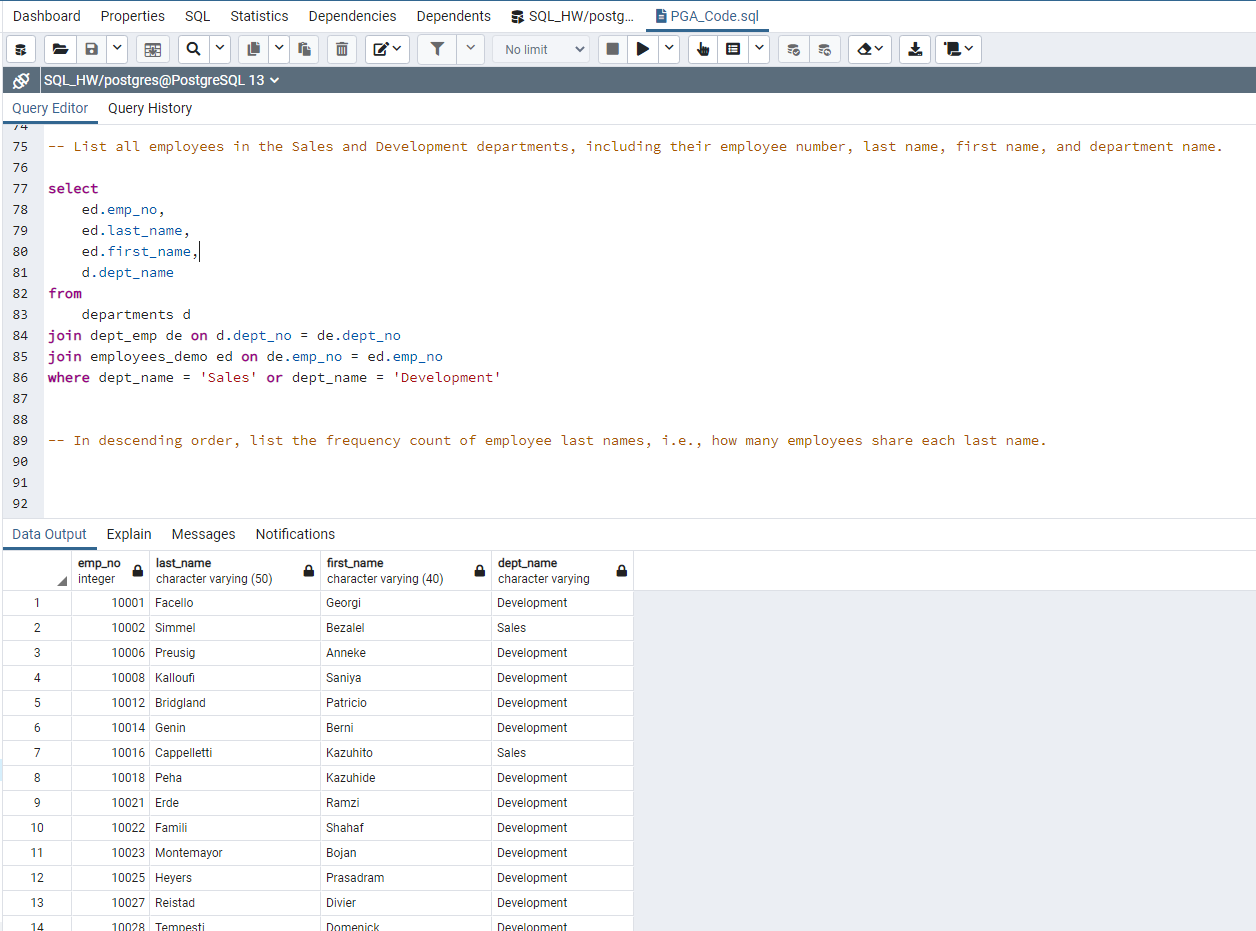 Dashboard Properties SQL Statistics Dependencies Dependents SQL_HW/postg... PGA_Code.sql
No limit
SQL_HW/postgres@PostgreSQL 13
Query Editor Query History
74
75 -- List all employees in the Sales and Development departments, including their employee number, last name, first name, and department name.
76
77 select
78 ed.emp_no,
79 ed.last_name,
80 ed.first_name,
81 d.dept_name
82 from
83 departments d
84 join dept_emp de on d.dept_no = de.dept_no
85 join employees_demo ed on de.emp_no = ed.emp_no
86 where dept_name = 'Sales' or dept_name = 'Development'
87
88
89 -- In descending order, list the frequency count of employee last names, i.e., how many employees share each last name.
90
91
92
Data Output Explain Messages Notifications
emp_no last_name first_name dept_name
integer character varying (50) character varying (40) character varying
1 10001 Facello Georgi Development
2 10002 Simmel Bezalel Sales
3 10006 Preusig Anneke Development
4 10008 Kalloufi Saniya Development
5 10012 Bridgland Patricio Development
6 10014 Genin Berni Development
7 10016 Cappelletti Kazuhito Sales
8 10018 Peha Kazuhide Development
9 10021 Erde Ramzi Development
10 10022 Famili Shahaf Development
11 10023 Montemayor Bojan Development
12 10025 Heyers Prasadram Development
13 10027 Reistad Divier Development
14 10028 Tempesti Domenick Development